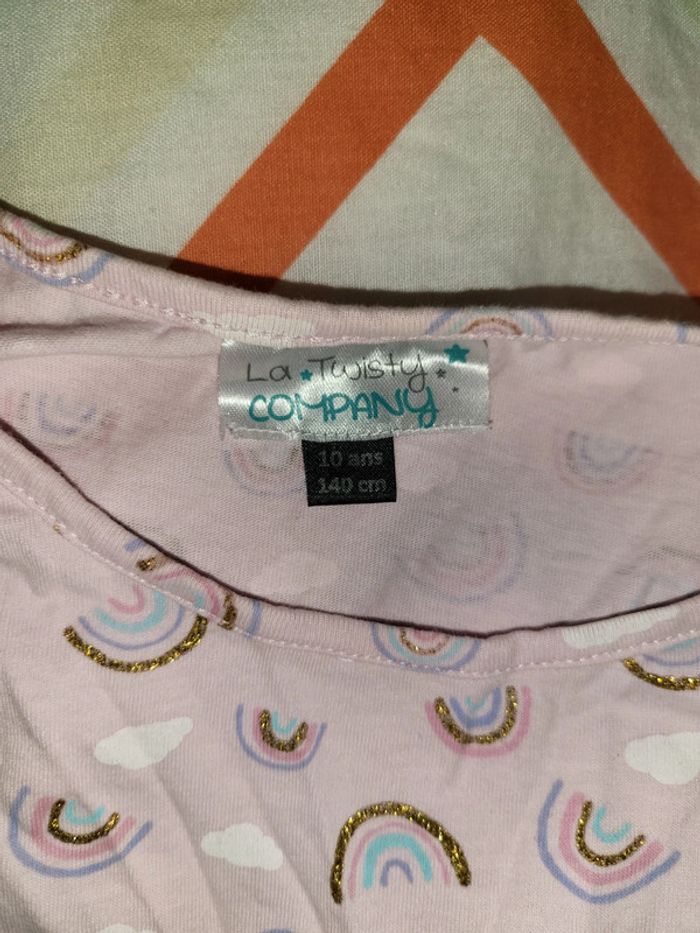 La Twisty
COMPANY
10 ans
140 cm